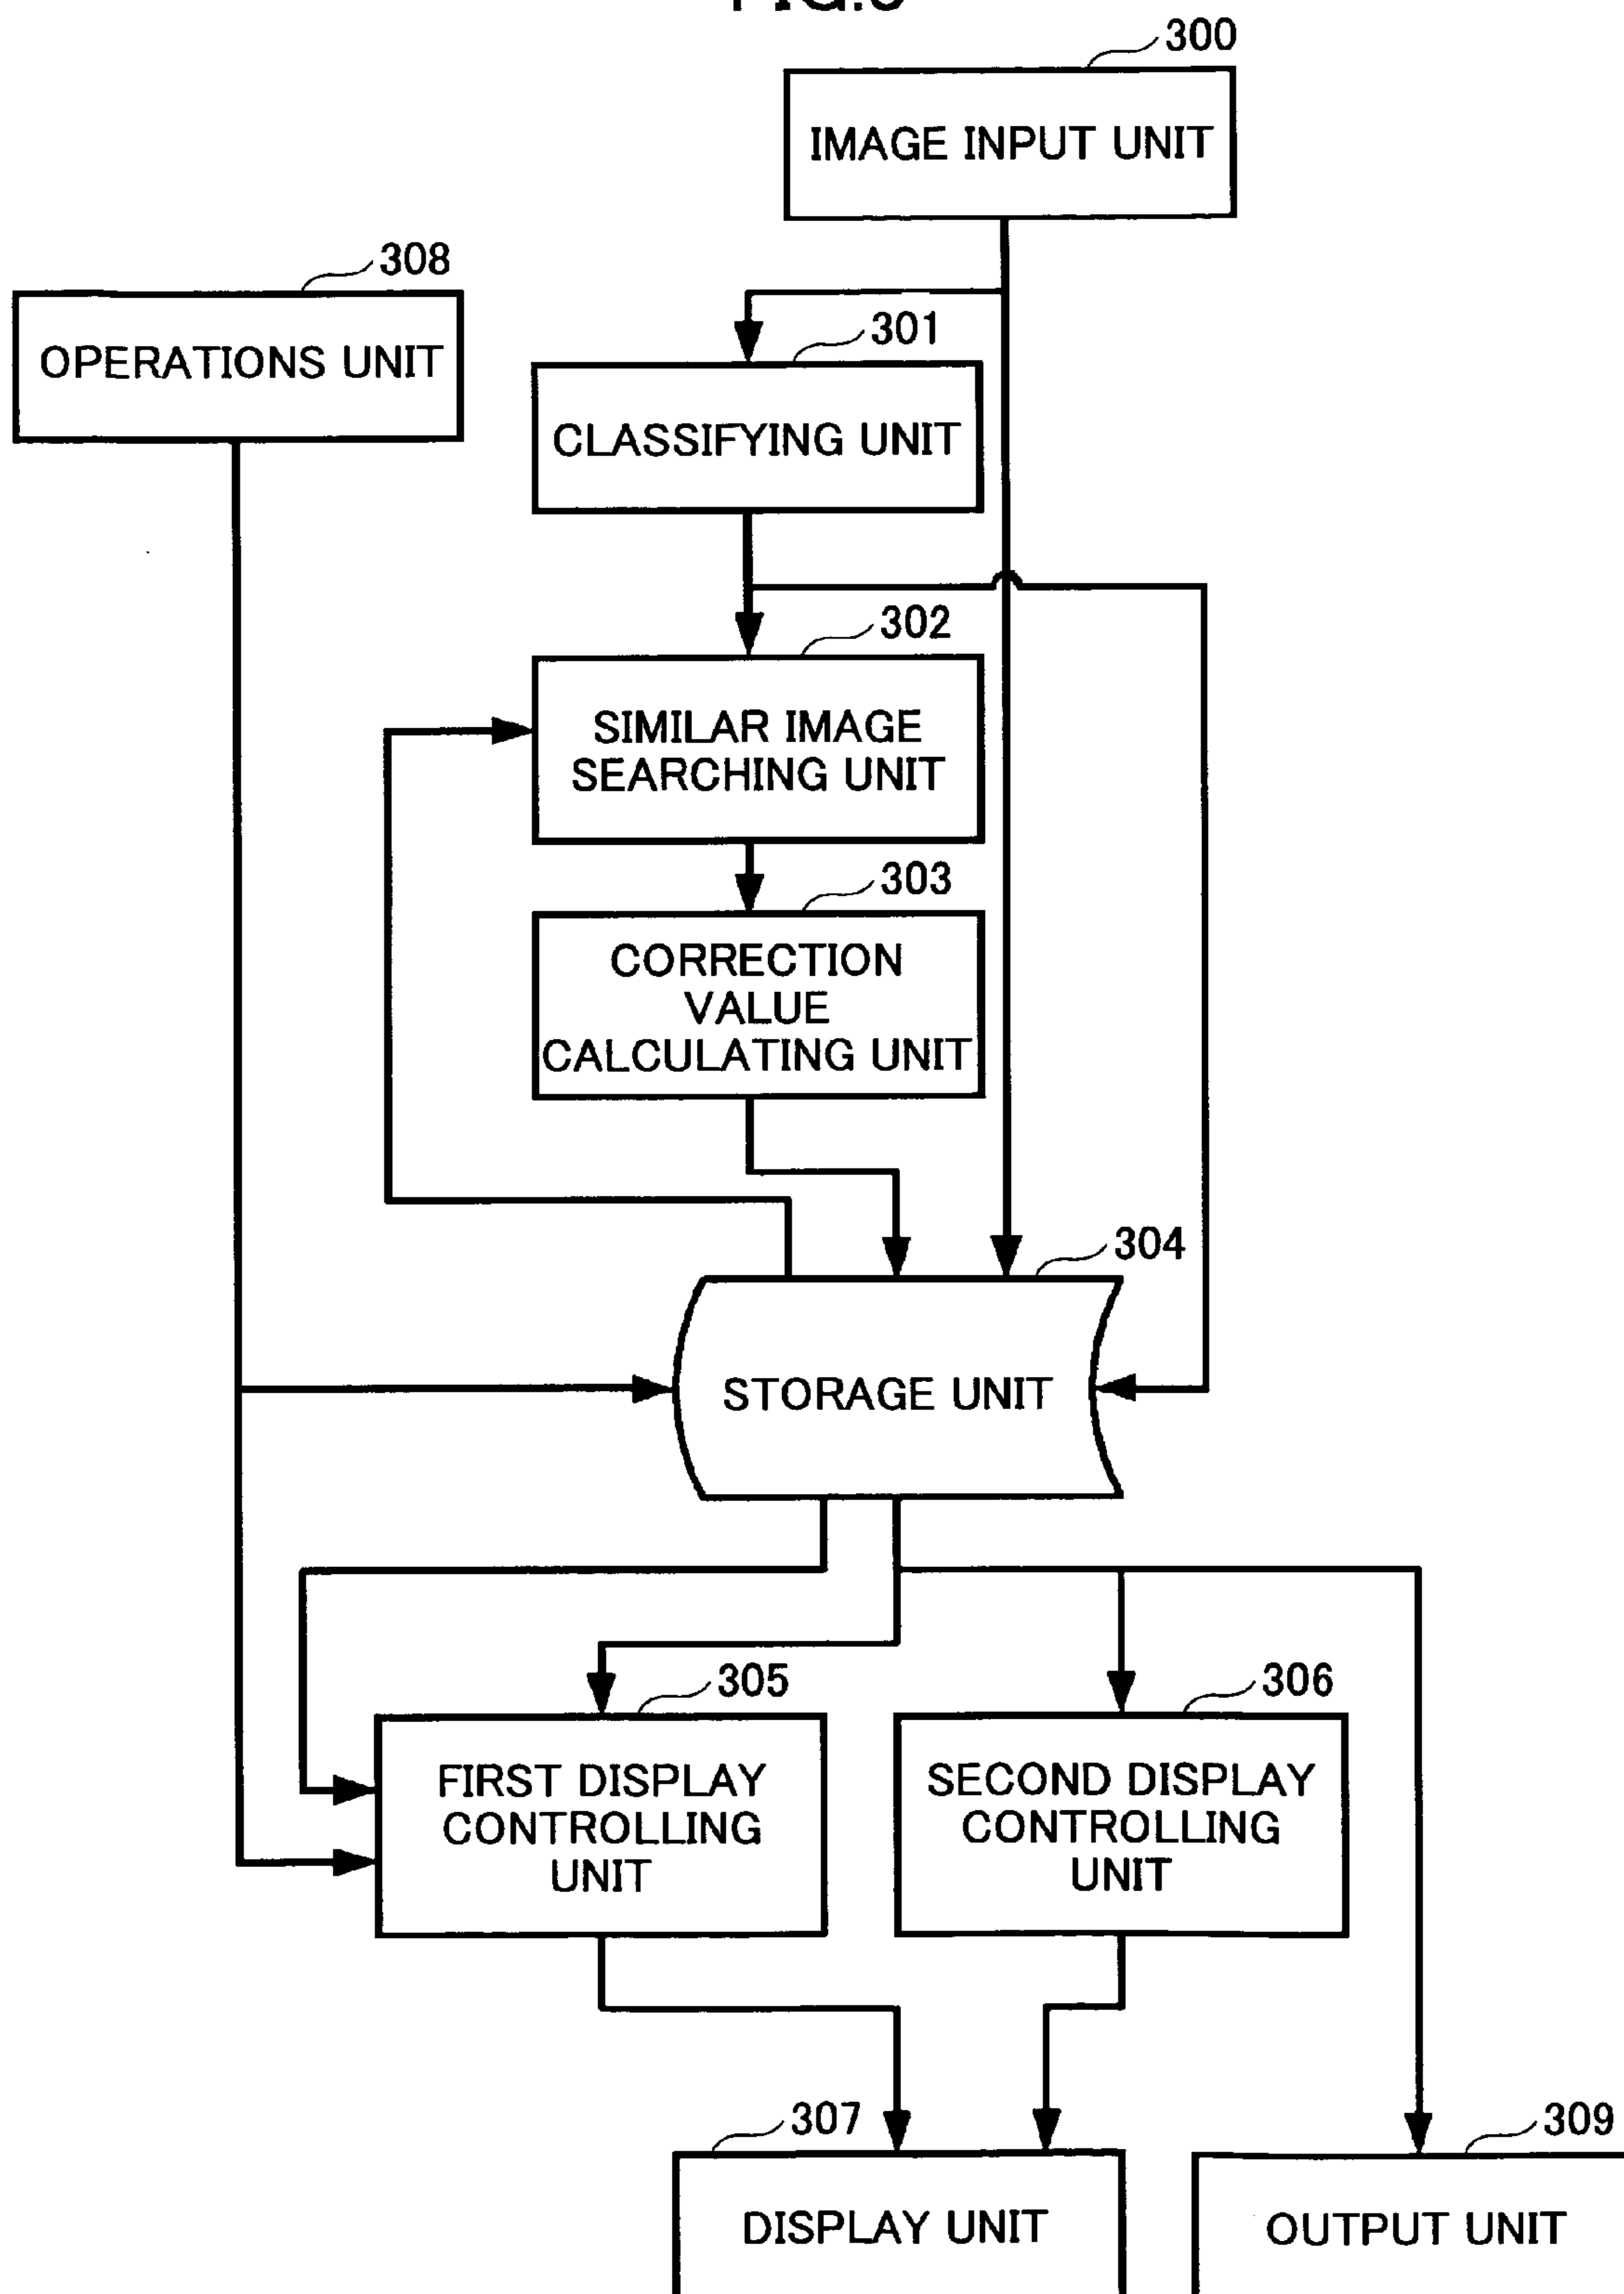 300
IMAGE INPUT UNIT
308
OPERATIONS UNIT
301
CLASSIFYING UNIT
302
SIMILAR IMAGE
SEARCHING UNIT
303
CORRECTION
VALUE
CALCULATING UNIT
304
STORAGE UNIT
305
FIRST DISPLAY
CONTROLLING
UNIT
306
SECOND DISPLAY
CONTROLLING
UNIT
307
DISPLAY UNIT
309
OUTPUT UNIT